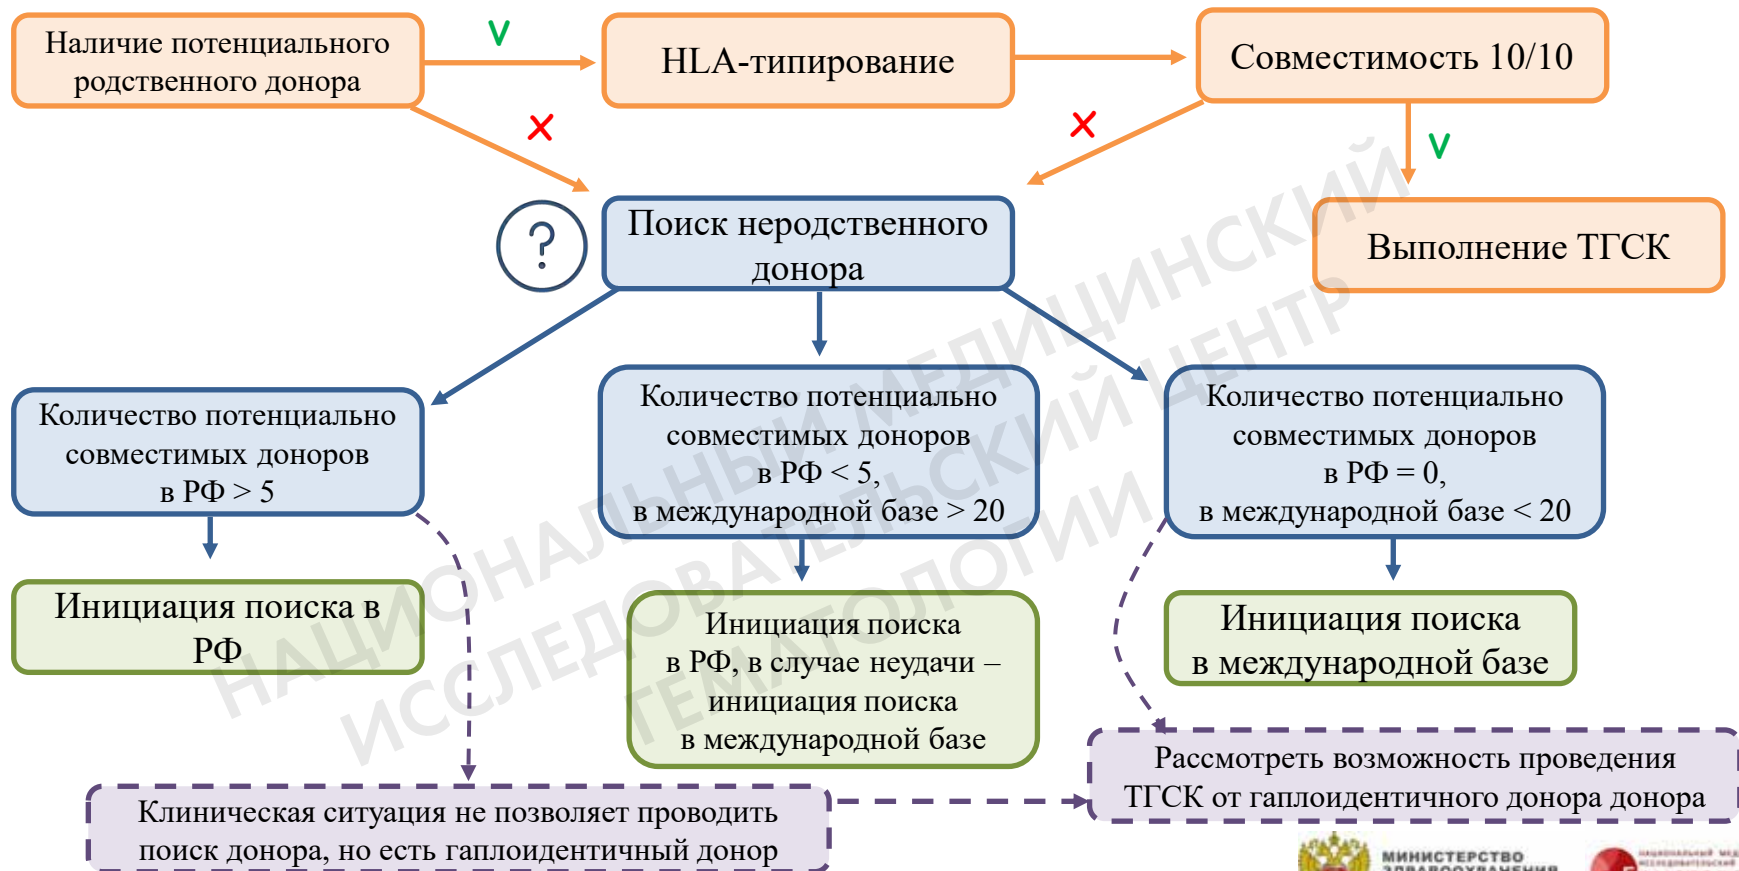 Наличие потенциального
родственного донора
V
HLA-типирование
Совместимость 10/10
X
X
V
?
Поиск неродственного
донора
Выполнение ТГСК
Количество потенциально
совместимых доноров
в РФ > 5
Количество потенциально
совместимых доноров
в РФ < 5,
в международной базе > 20
Количество потенциально
совместимых доноров
в РФ = 0,
в международной базе < 20
Инициация поиска в
РФ
Инициация поиска
в РФ, в случае неудачи –
инициация поиска
в международной базе
Инициация поиска
в международной базе
Рассмотреть возможность проведения
ТГСК от гаплоидентичного донора донора
Клиническая ситуация не позволяет проводить
поиск донора, но есть гаплоидентичный донор
НАЦИОНАЛЬНЫЙ МЕДИЦИНСКИЙ
ИССЛЕДОВАТЕЛЬСКИЙ ЦЕНТР
ГЕМАТОЛОГИИ
МИНИСТЕРСТВО
ЗДРАВООХРАНЕНИЯ